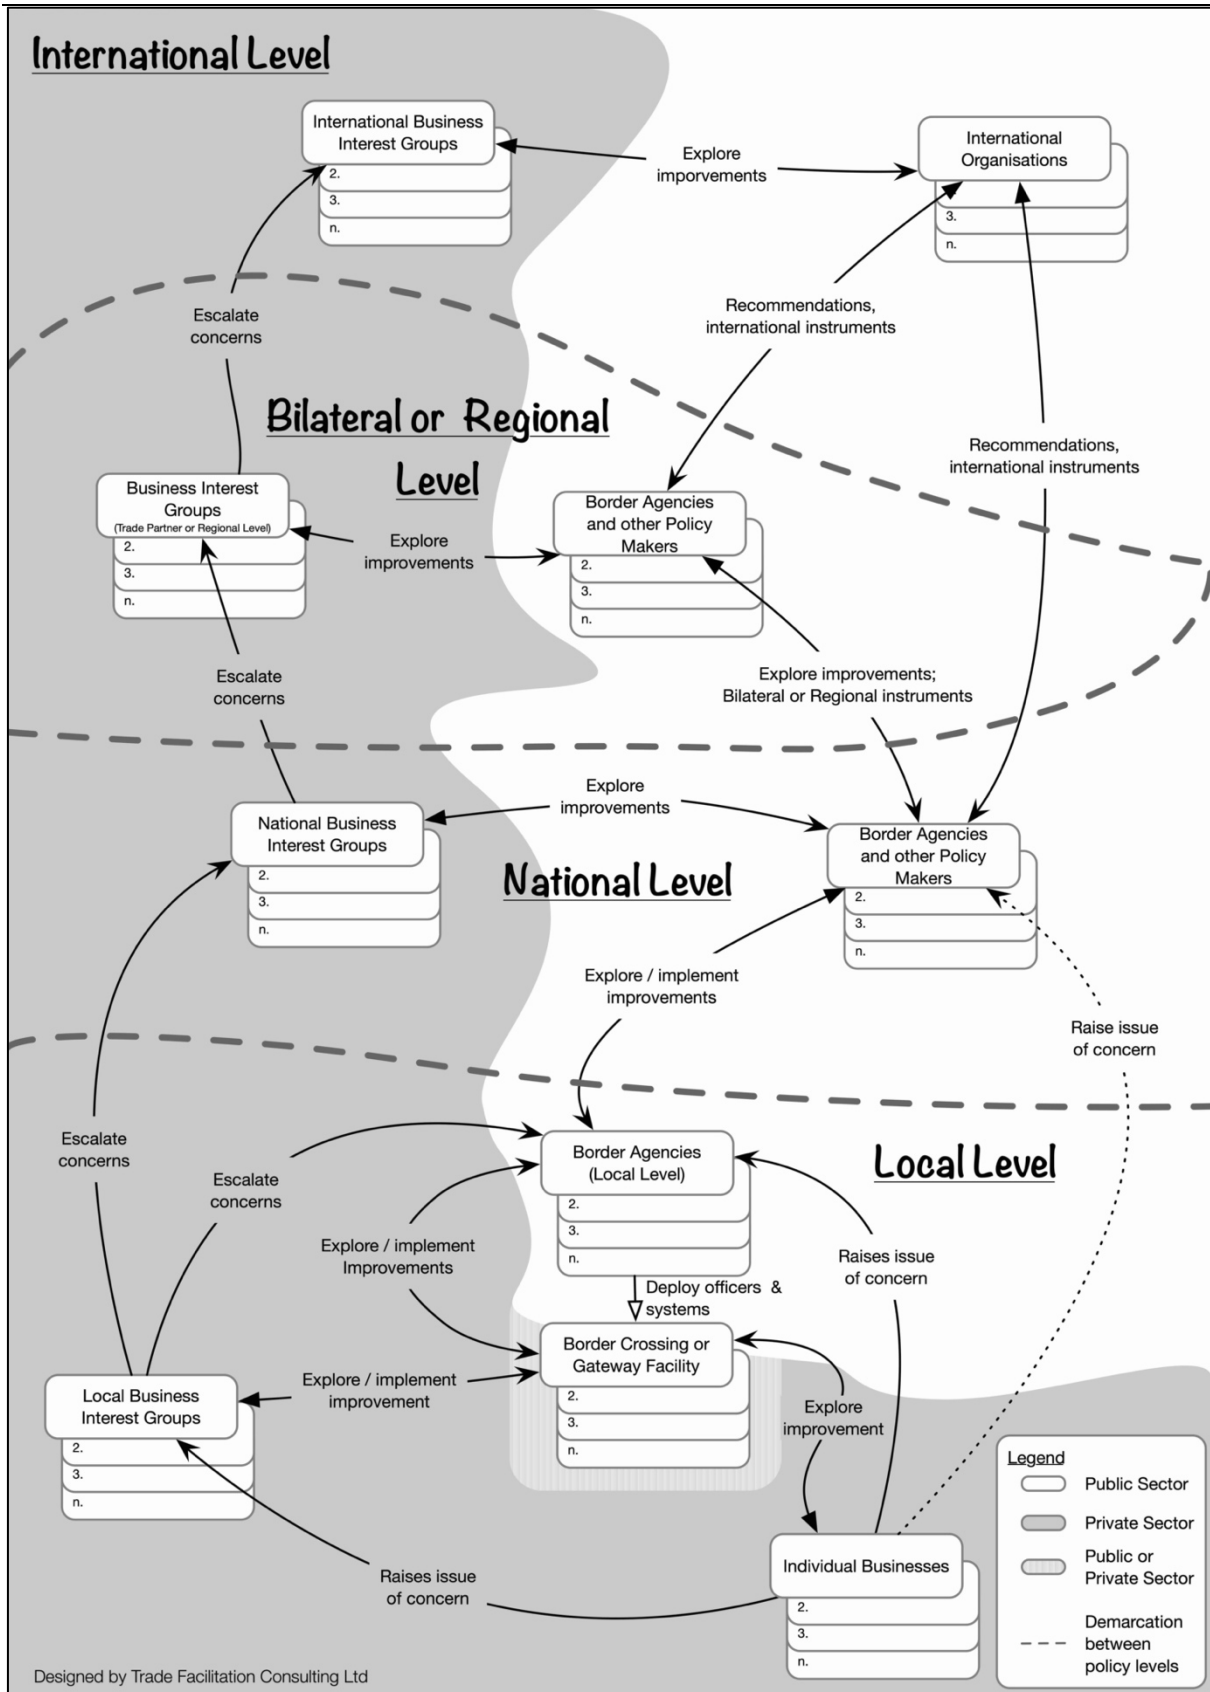 International Level
International Business
Interest Groups
2.
3.
n.
Explore
imporvements
International
Organisations
3.
n.
Escalate
concerns
Recommendations,
international instruments
Bilateral or Regional
Level
Recommendations,
international instruments
Business Interest
Groups
(Trade Partner or Regional Level)
2.
3.
n.
Explore
improvements
Border Agencies
and other Policy
Makers
2.
3.
n.
Escalate
concerns
Explore improvements;
Bilateral or Regional instruments
National Business
Interest Groups
2.
3.
n.
Explore
improvements
Border Agencies
and other Policy
Makers
2.
3.
n.
National Level
Explore / implement
improvements
Raise issue
of concern
Escalate
concerns
Escalate
concerns
Border Agencies
(Local Level)
2.
3.
n.
Local Level
Explore / implement
Improvements
Raises issue
of concern
Deploy officers &
systems
Border Crossing or
Gateway Facility
2.
3.
n.
Local Business
Interest Groups
2.
3.
n.
Explore / implement
improvement
Explore
improvement
Raises issue
of concern
Individual Businesses
2.
3.
n.
Legend
Public Sector
Private Sector
Public or
Private Sector
Demarcation
between
policy levels
Designed by Trade Facilitation Consulting Ltd